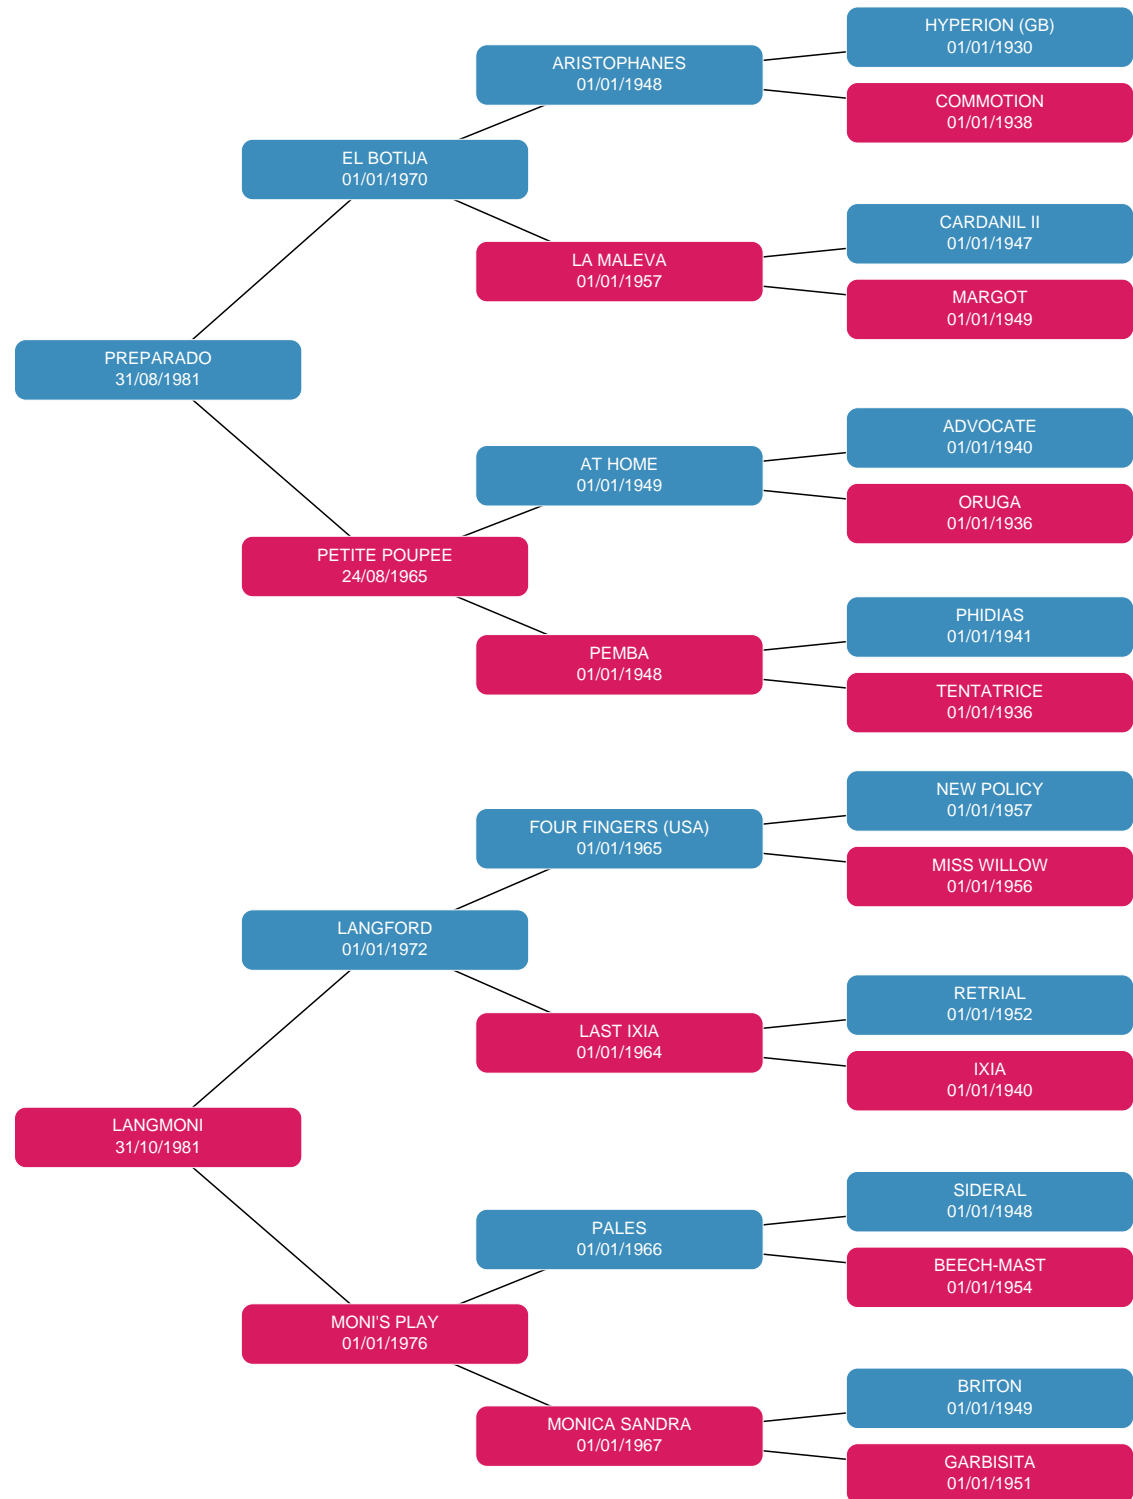 HYPERION (GB)
01/01/1930
ARISTOPHANES
01/01/1948
COMMOTION
01/01/1938
EL BOTIJA
01/01/1970
CARDANIL II
01/01/1947
LA MALEVA
01/01/1957
MARGOT
01/01/1949
PREPARADO
31/08/1981
ADVOCATE
01/01/1940
AT HOME
01/01/1949
ORUGA
01/01/1936
PETITE POUPEE
24/08/1965
PHIDIAS
01/01/1941
PEMBA
01/01/1948
TENTATRICE
01/01/1936
NEW POLICY
01/01/1957
FOUR FINGERS (USA)
01/01/1965
MISS WILLOW
01/01/1956
LANGFORD
01/01/1972
RETRIAL
01/01/1952
LAST IXIA
01/01/1964
IXIA
01/01/1940
LANGMONI
31/10/1981
SIDERAL
01/01/1948
PALES
01/01/1966
BEECH-MAST
01/01/1954
MONI'S PLAY
01/01/1976
BRITON
01/01/1949
MONICA SANDRA
01/01/1967
GARBISITA
01/01/1951